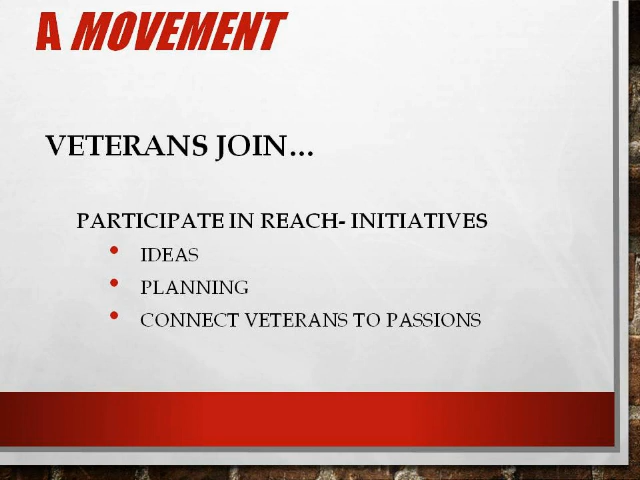 A MOVEMENT
VETERANS JOIN…
PARTICIPATE IN REACH- INITIATIVES
• IDEAS
• PLANNING
• CONNECT VETERANS TO PASSIONS